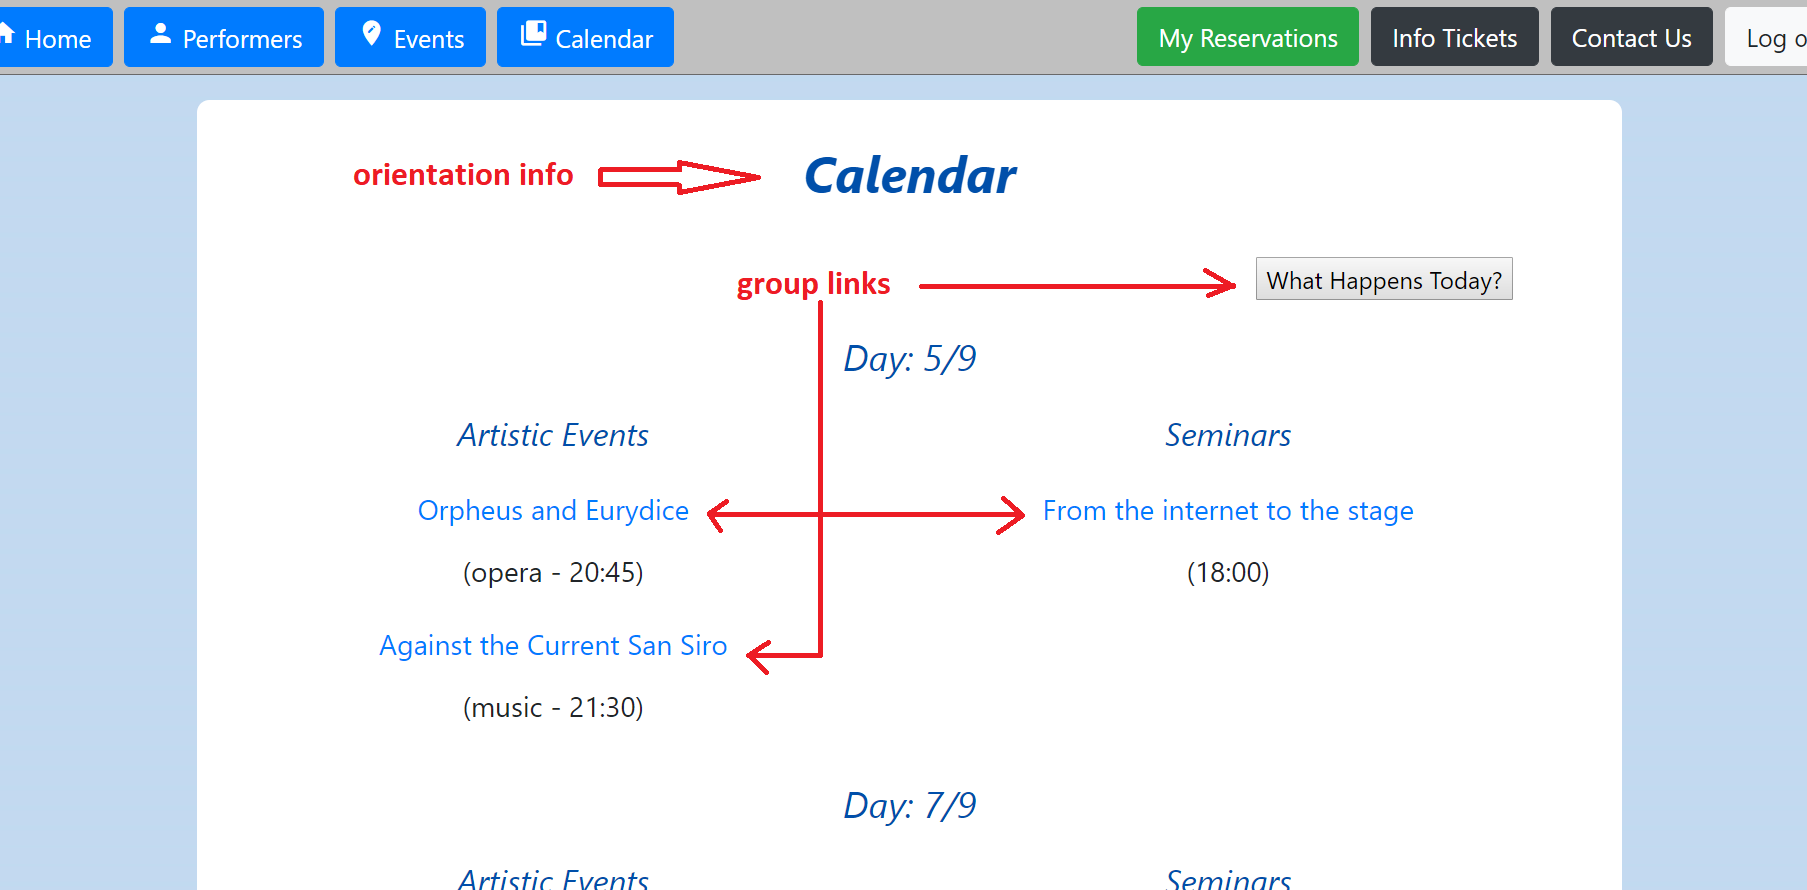 Home Performers Events Calendar My Reservations Info Tickets Contact Us Log
orientation info Calendar
group links What Happens Today?
Day: 5/9
Artistic Events Seminars
Orpheus and Eurydice From the internet to the stage
(opera - 20:45) (18:00)
Against the Current San Siro
(music - 21:30)
Day: 7/9
Artistic Events Seminars